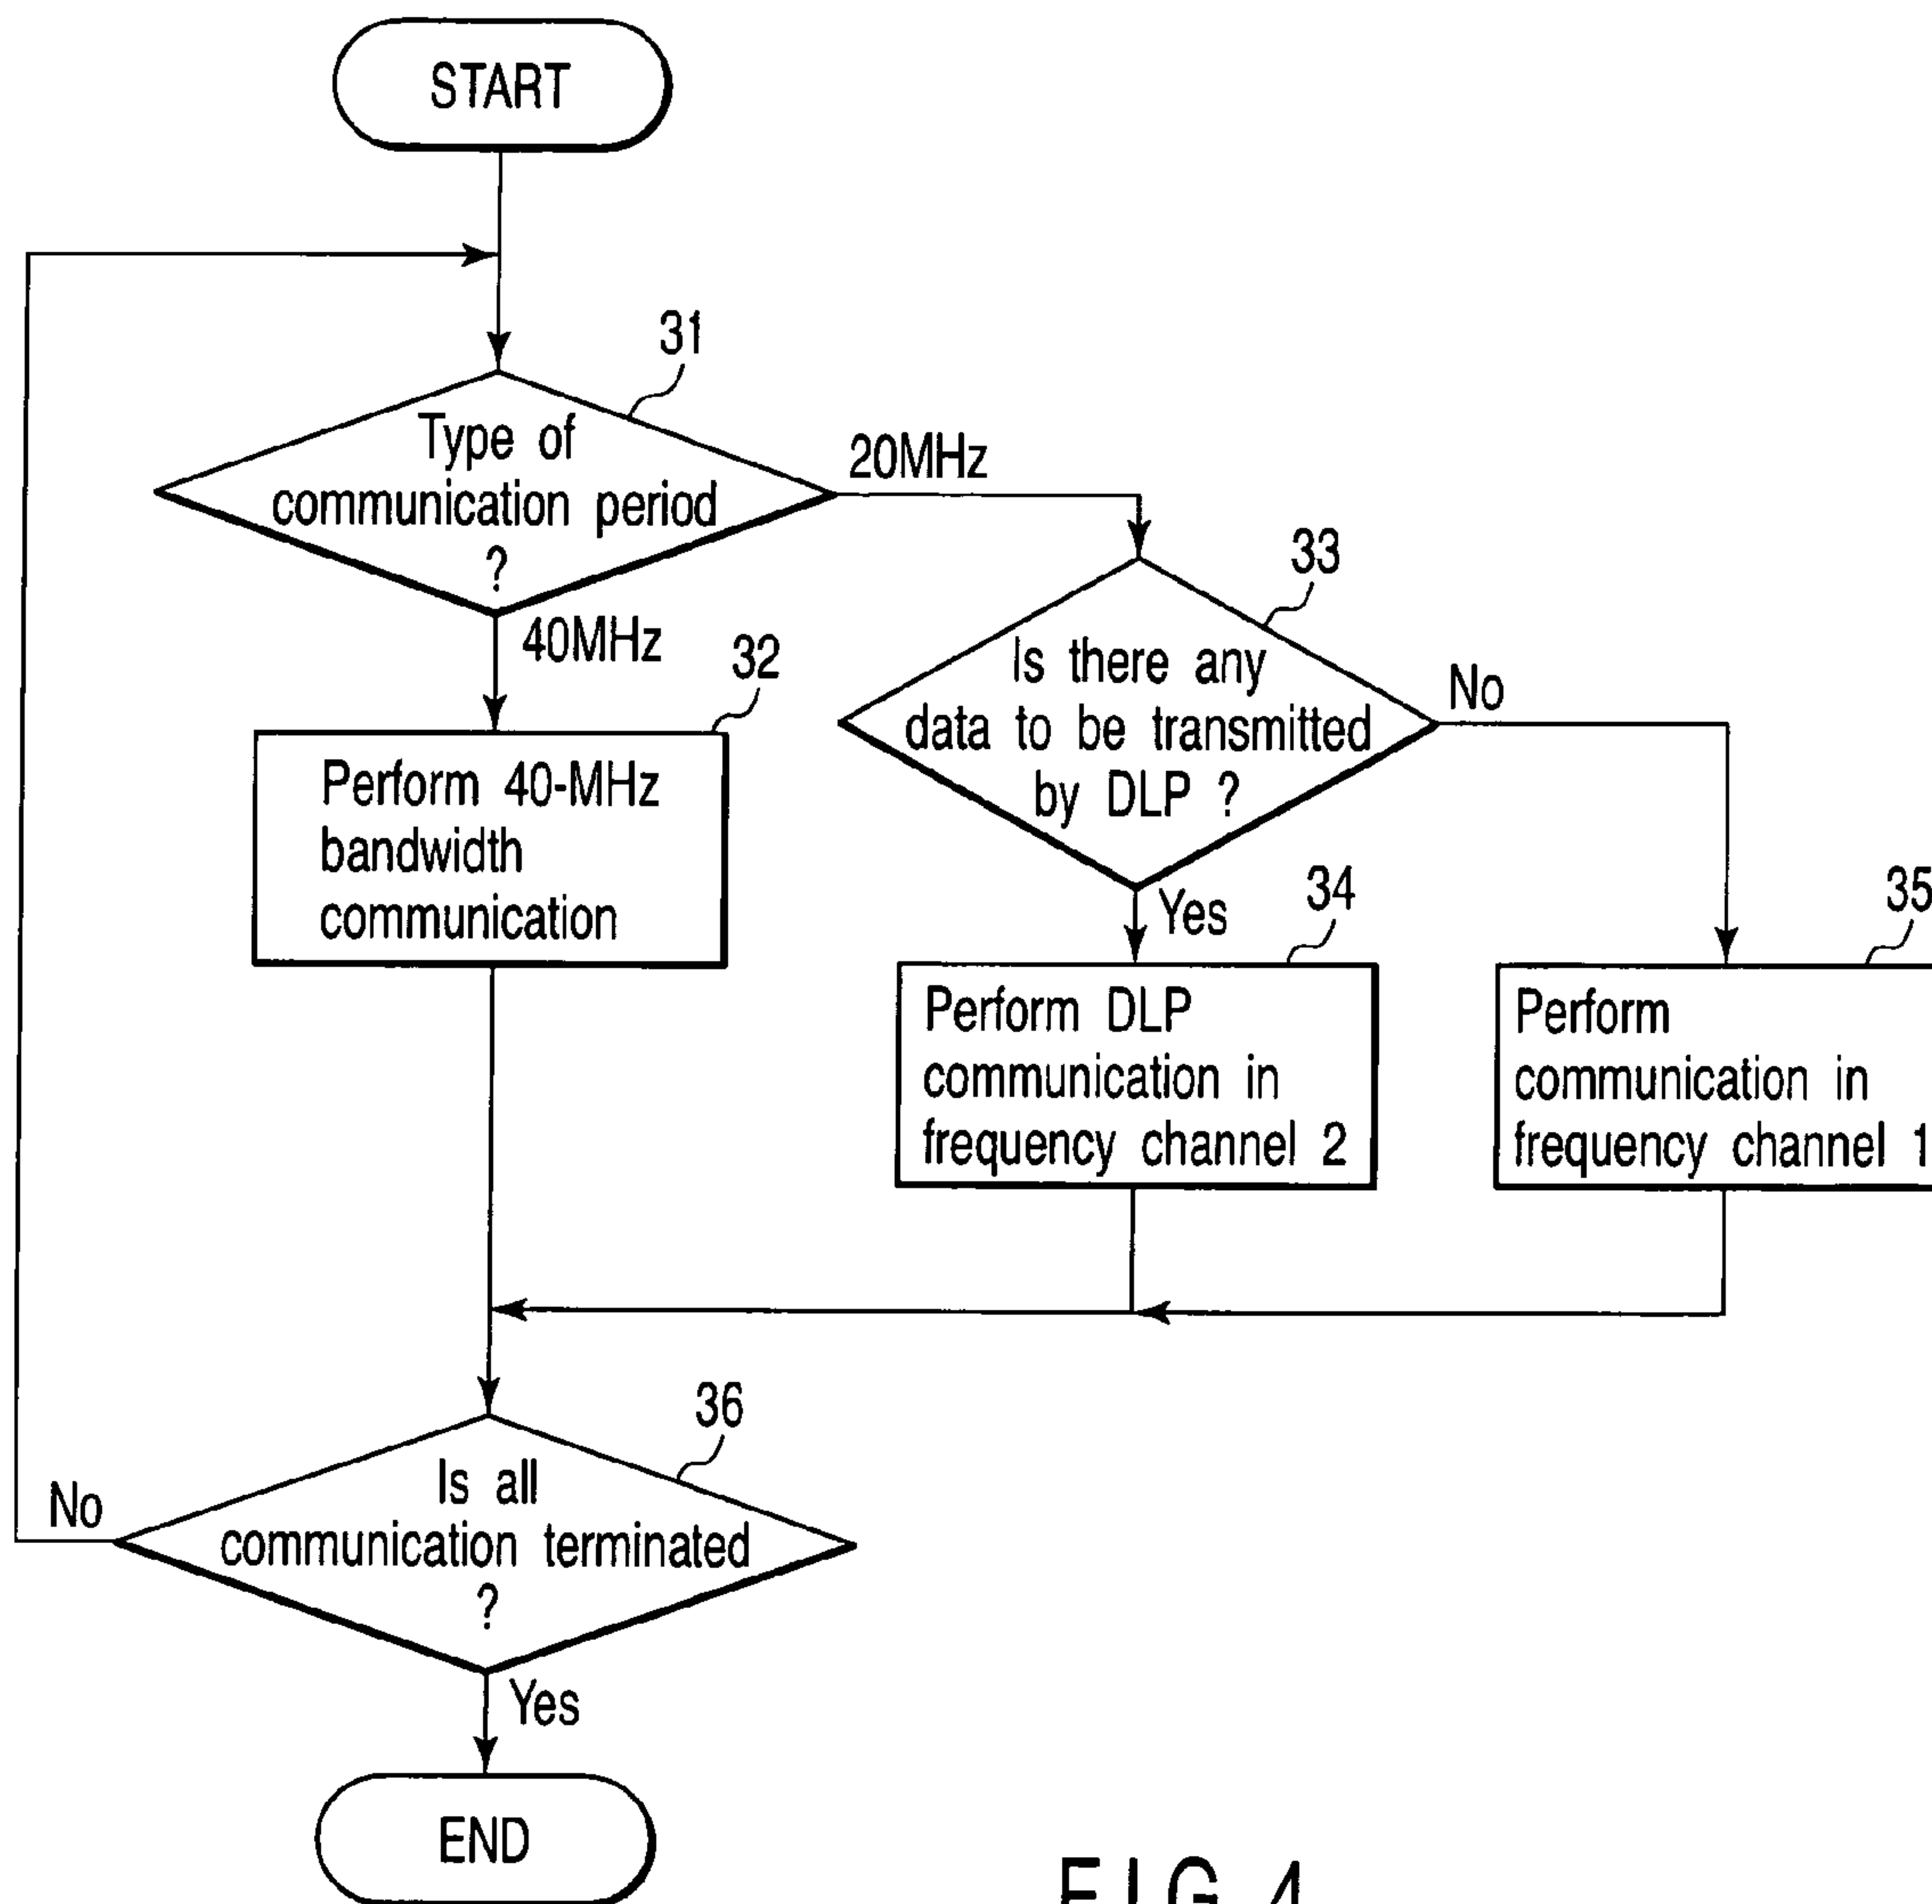 START
31
Type of
communication period
?
20MHz
40MHz
33
Is there any
data to be transmitted
by DLP ?
No
Yes
32
Perform 40-MHz
bandwidth
communication
34
Perform DLP
communication in
frequency channel 2
35
Perform
communication in
frequency channel 1
36
Is all
communication terminated
?
No
Yes
END
FIG. 4